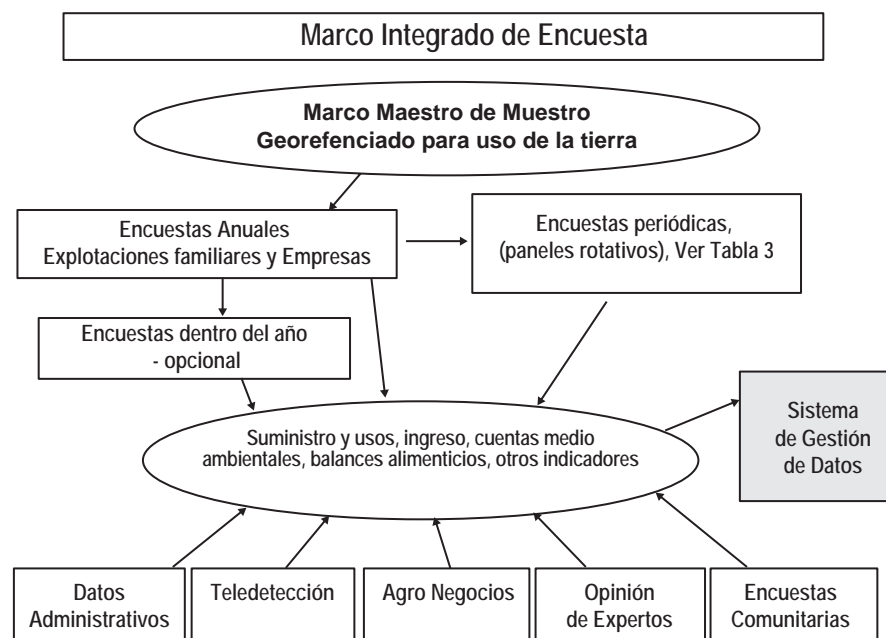 Marco Integrado de Encuesta
Marco Maestro de Muestro
Georefenciado para uso de la tierra
Encuestas Anuales
Explotaciones familiares y Empresas
Encuestas periódicas,
(paneles rotativos), Ver Tabla 3
Encuestas dentro del año
- opcional
Suministro y usos, ingreso, cuentas medio
ambientales, balances alimenticios, otros indicadores
Sistema
de Gestión
de Datos
Datos
Administrativos
Teledetección
Agro Negocios
Opinión
de Expertos
Encuestas
Comunitarias